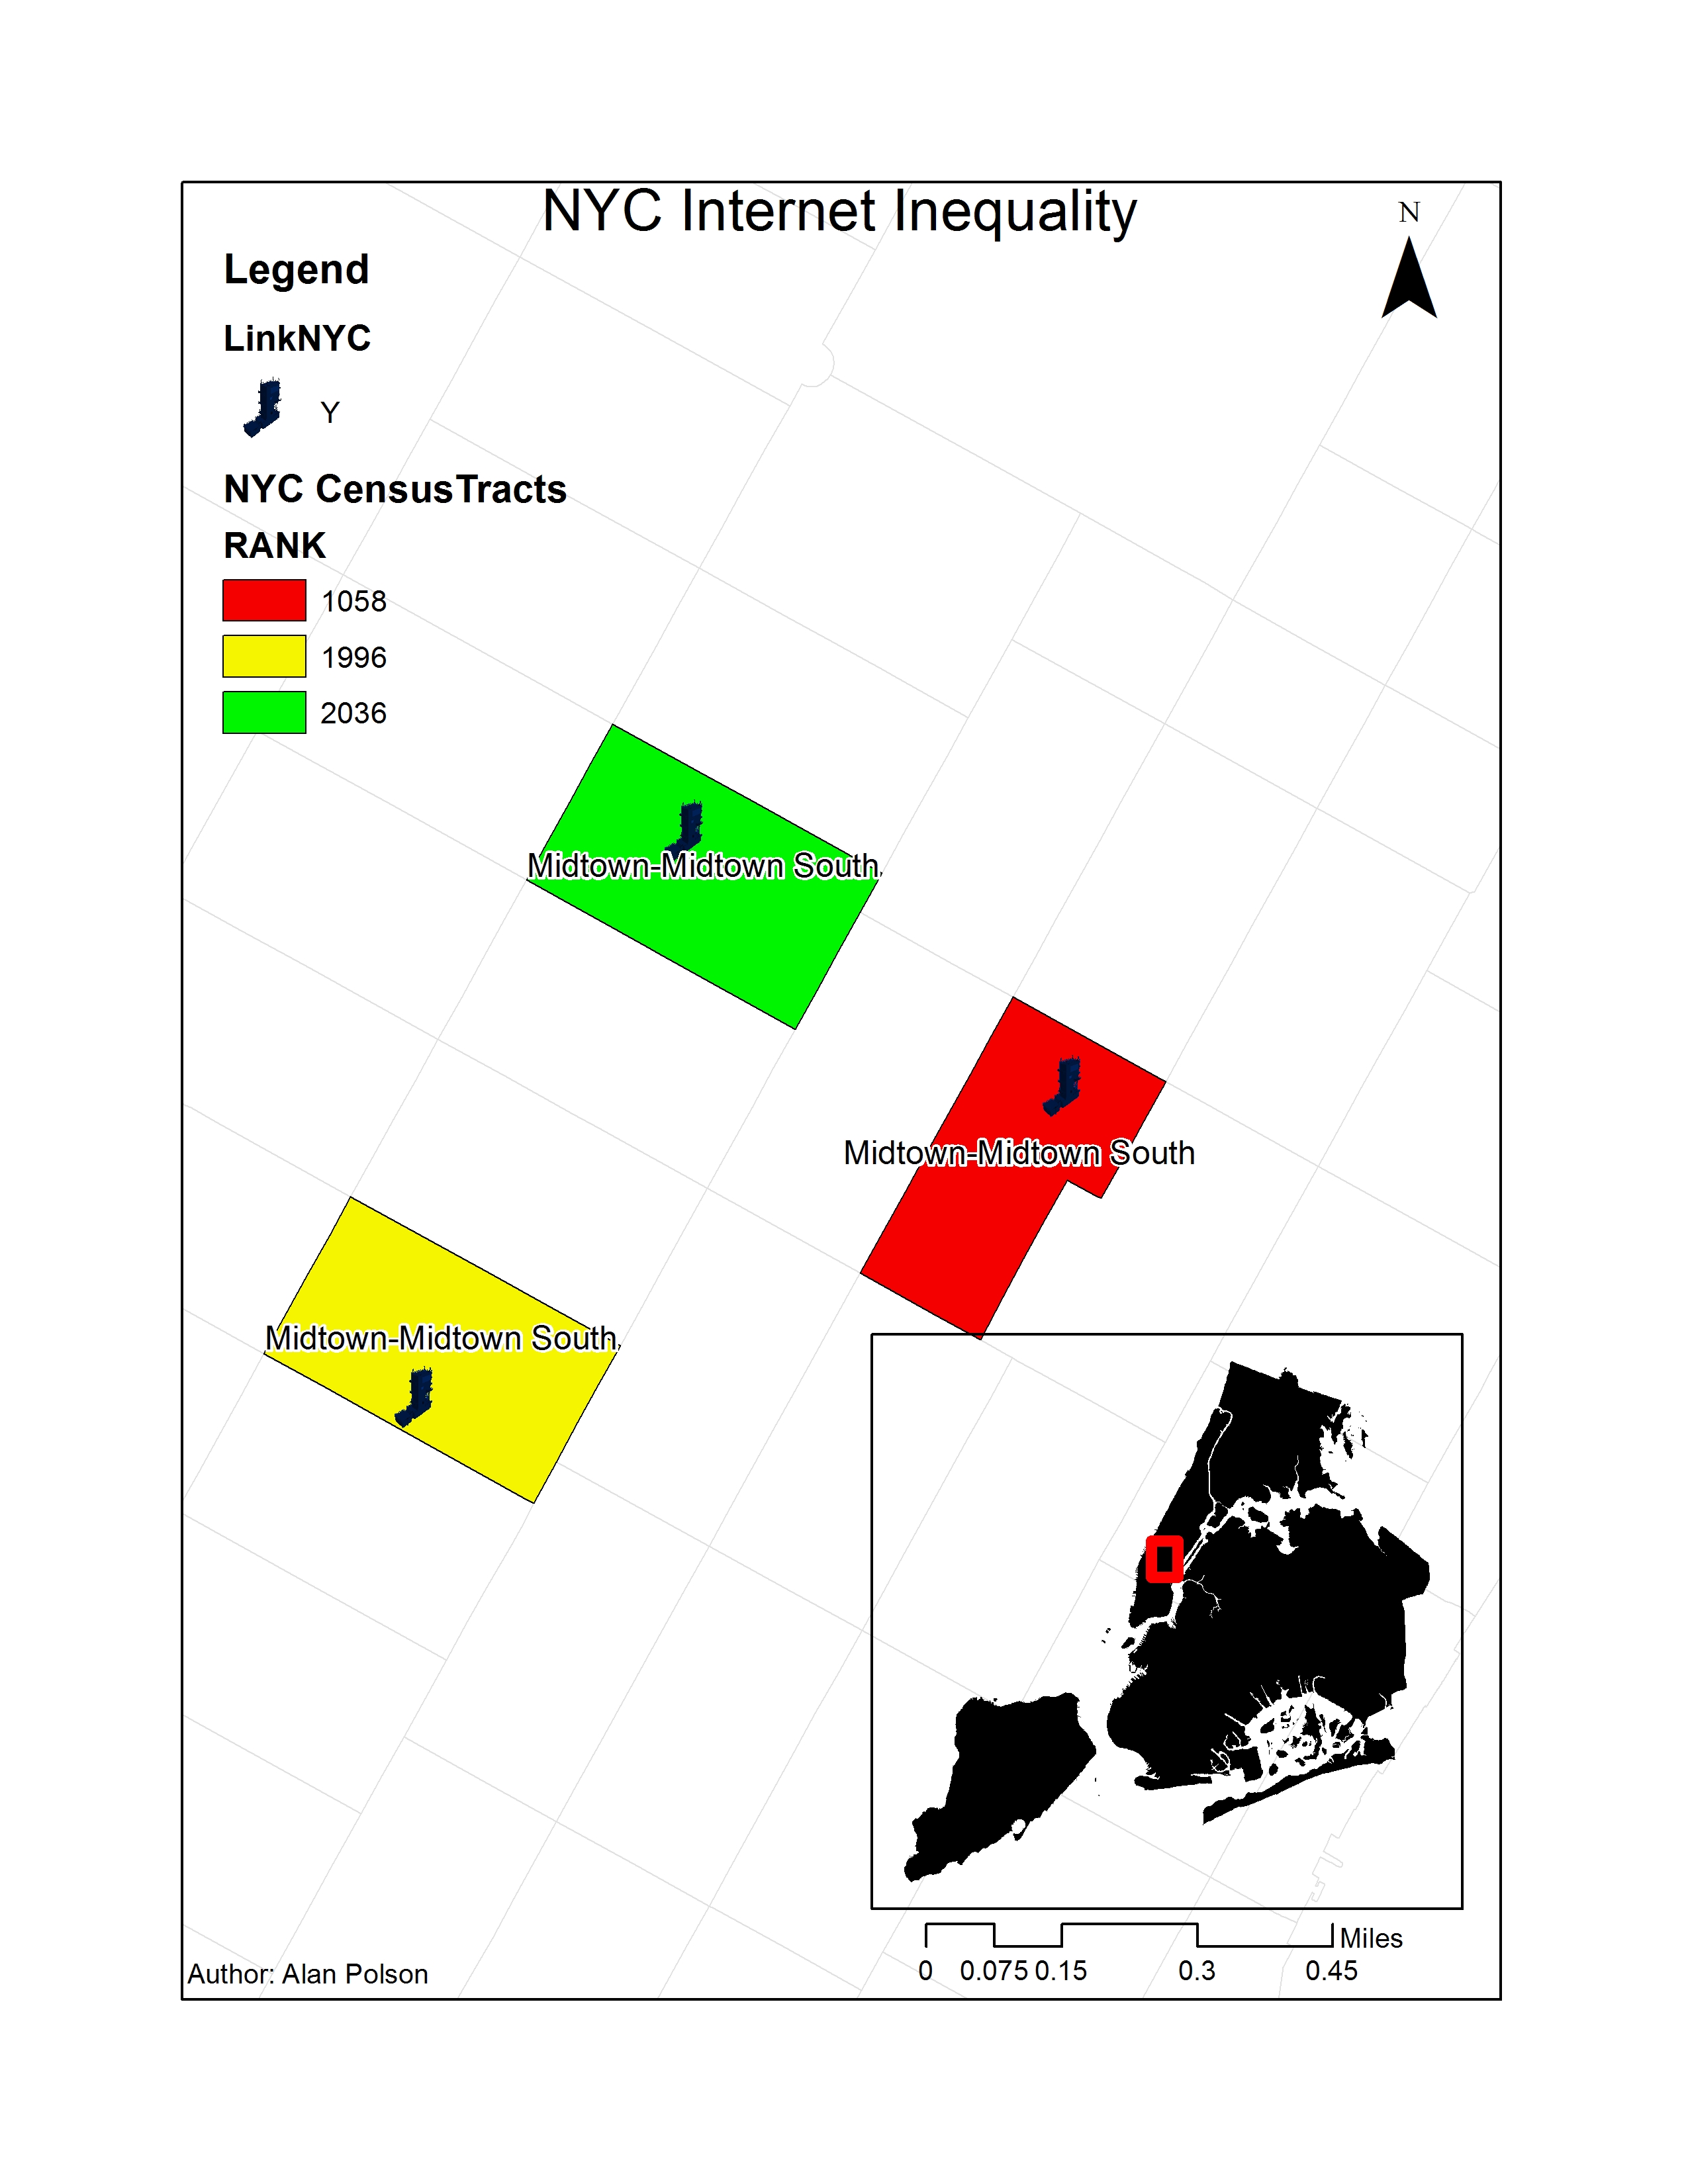 NYC Internet Inequality
N
Legend
LinkNYC
Y
NYC CensusTracts
RANK
1058
1996
2036
Midtown-Midtown South
Midtown-Midtown South
Midtown-Midtown South
Miles
0 0.075 0.15 0.3 0.45
Author: Alan Polson